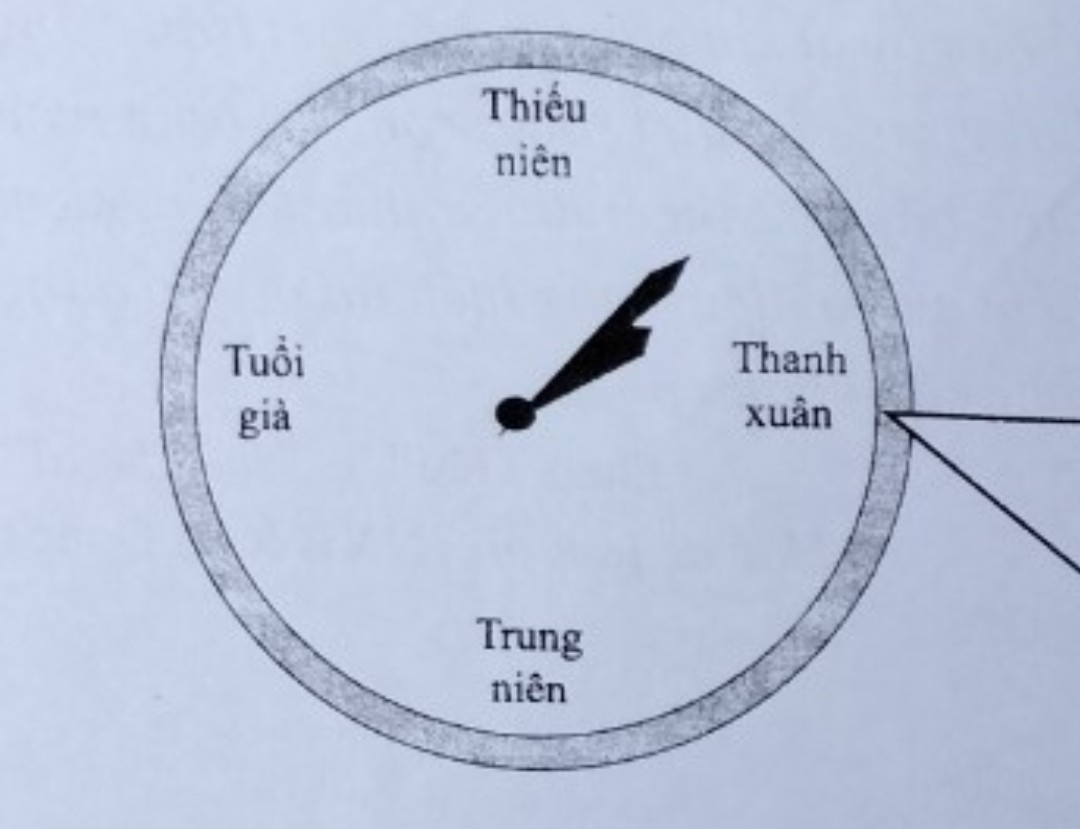 Thiếu
niên
Tuổi
già
Thanh
xuân
Trung
niên